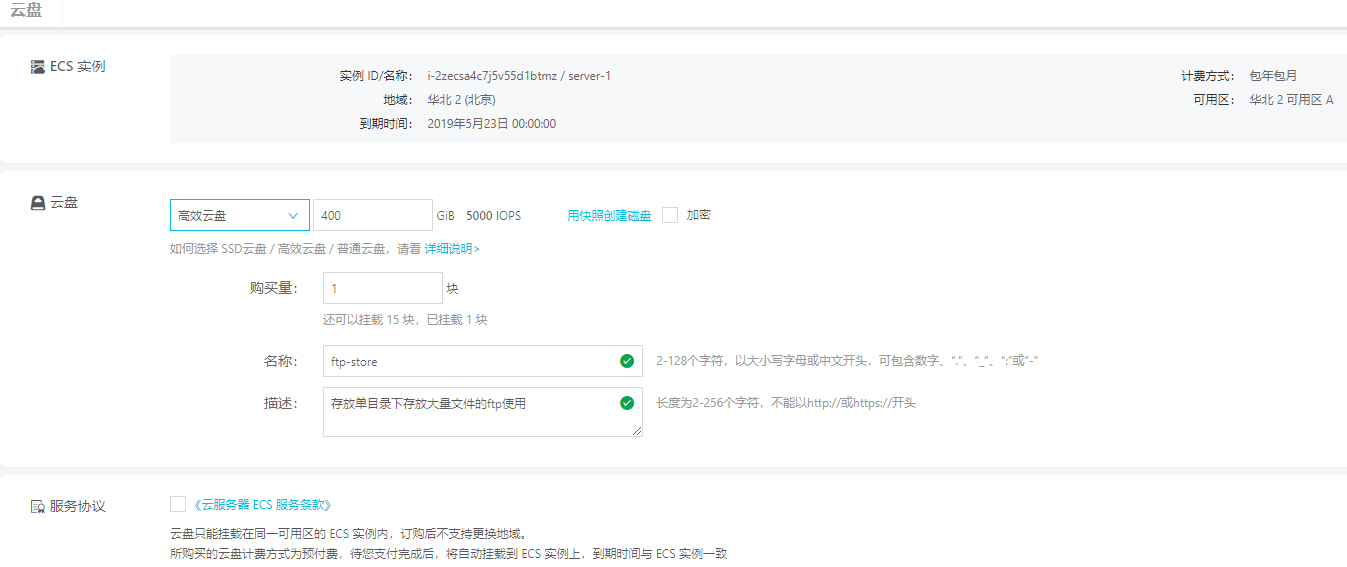 云盘
ECS 实例
实例 ID/名称： i-2zecsa4c7j5v55d1btmz / server-1 计费方式： 包年包月
地域： 华北 2 (北京) 可用区： 华北 2 可用区 A
到期时间： 2019年5月23日 00:00:00
云盘
高效云盘 400 GiB 5000 IOPS 用快照创建磁盘 加密
如何选择 SSD云盘 / 高效云盘 / 普通云盘，请看 详细说明>
购买量： 1 块
还可以挂载 15 块，已挂载 1 块
名称： ftp-store 2-128个字符，以大小写字母或中文开头，可包含数字、“.”、“_”、“:”或“-”
描述： 存放单目录下存放大量文件的ftp使用 长度为2-256个字符，不能以http://或https://开头
服务协议
《云服务器 ECS 服务条款》
云盘只能挂载在同一可用区的 ECS 实例内，订购后不支持更换地域。
所购买的云盘计费方式为预付费，待您支付完成后，将自动挂载到 ECS 实例上，到期时间与 ECS 实例一致